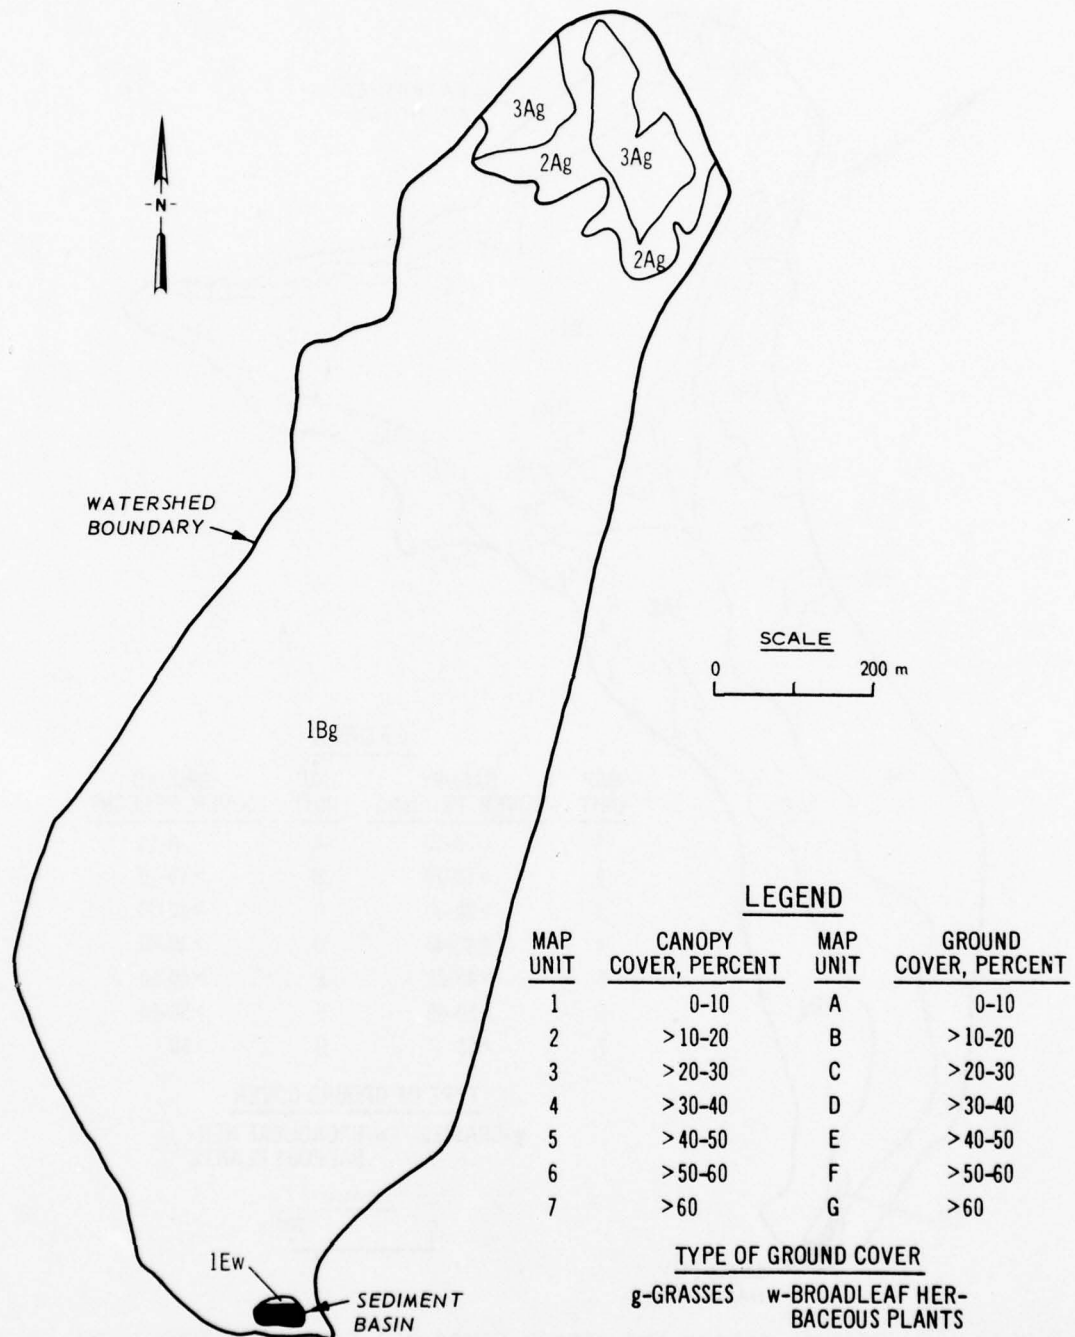 3Ag
2Ag
3Ag
-N-
2Ag
WATERSHED
BOUNDARY
SCALE
0 200 m
1Bg
LEGEND
MAP UNIT CANOPY COVER, PERCENT MAP UNIT GROUND COVER, PERCENT
1 0-10 A 0-10
2 >10-20 B >10-20
3 >20-30 C >20-30
4 >30-40 D >30-40
5 >40-50 E >40-50
6 >50-60 F >50-60
7 >60 G >60
TYPE OF GROUND COVER
g-GRASSES w-BROADLEAF HER-
BACEOUS PLANTS
1Ew
SEDIMENT
BASIN